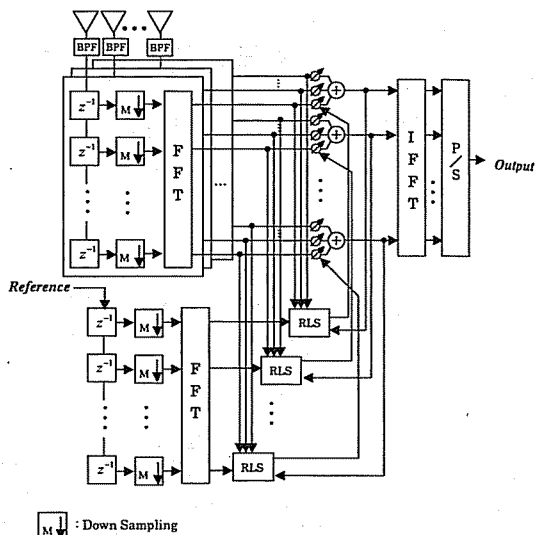 BPF BPF BPF
z⁻¹ M
z⁻¹ M
z⁻¹ M
F F T
...
I F F T
P / S
Output
Reference
z⁻¹ M
z⁻¹ M
z⁻¹ M
F F T
RLS
RLS
RLS
M : Down Sampling